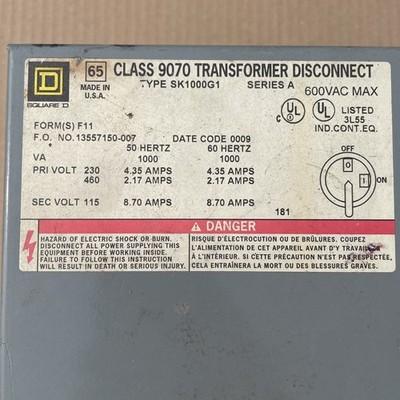 D
SQUARE D
65
MADE IN
U.S.A.
CLASS 9070 TRANSFORMER DISCONNECT
TYPE SK1000G1 SERIES A 600VAC MAX
C UL UL LISTED
3L55
IND.CONT.EQ.
FORM(S) F11
F.O. NO. 13557150-007 DATE CODE 0009
50 HERTZ 60 HERTZ
VA 1000 1000
PRI VOLT 230 4.35 AMPS 4.35 AMPS
460 2.17 AMPS 2.17 AMPS
SEC VOLT 115 8.70 AMPS 8.70 AMPS
181
OFF
ON
DANGER
HAZARD OF ELECTRIC SHOCK OR BURN.
DISCONNECT ALL POWER SUPPLYING THIS
EQUIPMENT BEFORE WORKING INSIDE.
WILL RESULT IN DEATH OR SERIOUS INJURY.
RISQUE D'ÉLECTROCUTION OU DE BRÛLURES. COUPEZ
L'ALIMENTATION DE CET APPAREIL AVANT D'Y TRAVAILLER
À L'INTÉRIEUR. SI CETTE PRÉCAUTION N'EST PAS RESPECTÉE,
CELA ENTRAÎNERA LA MORT OU DES BLESSURES GRAVES.